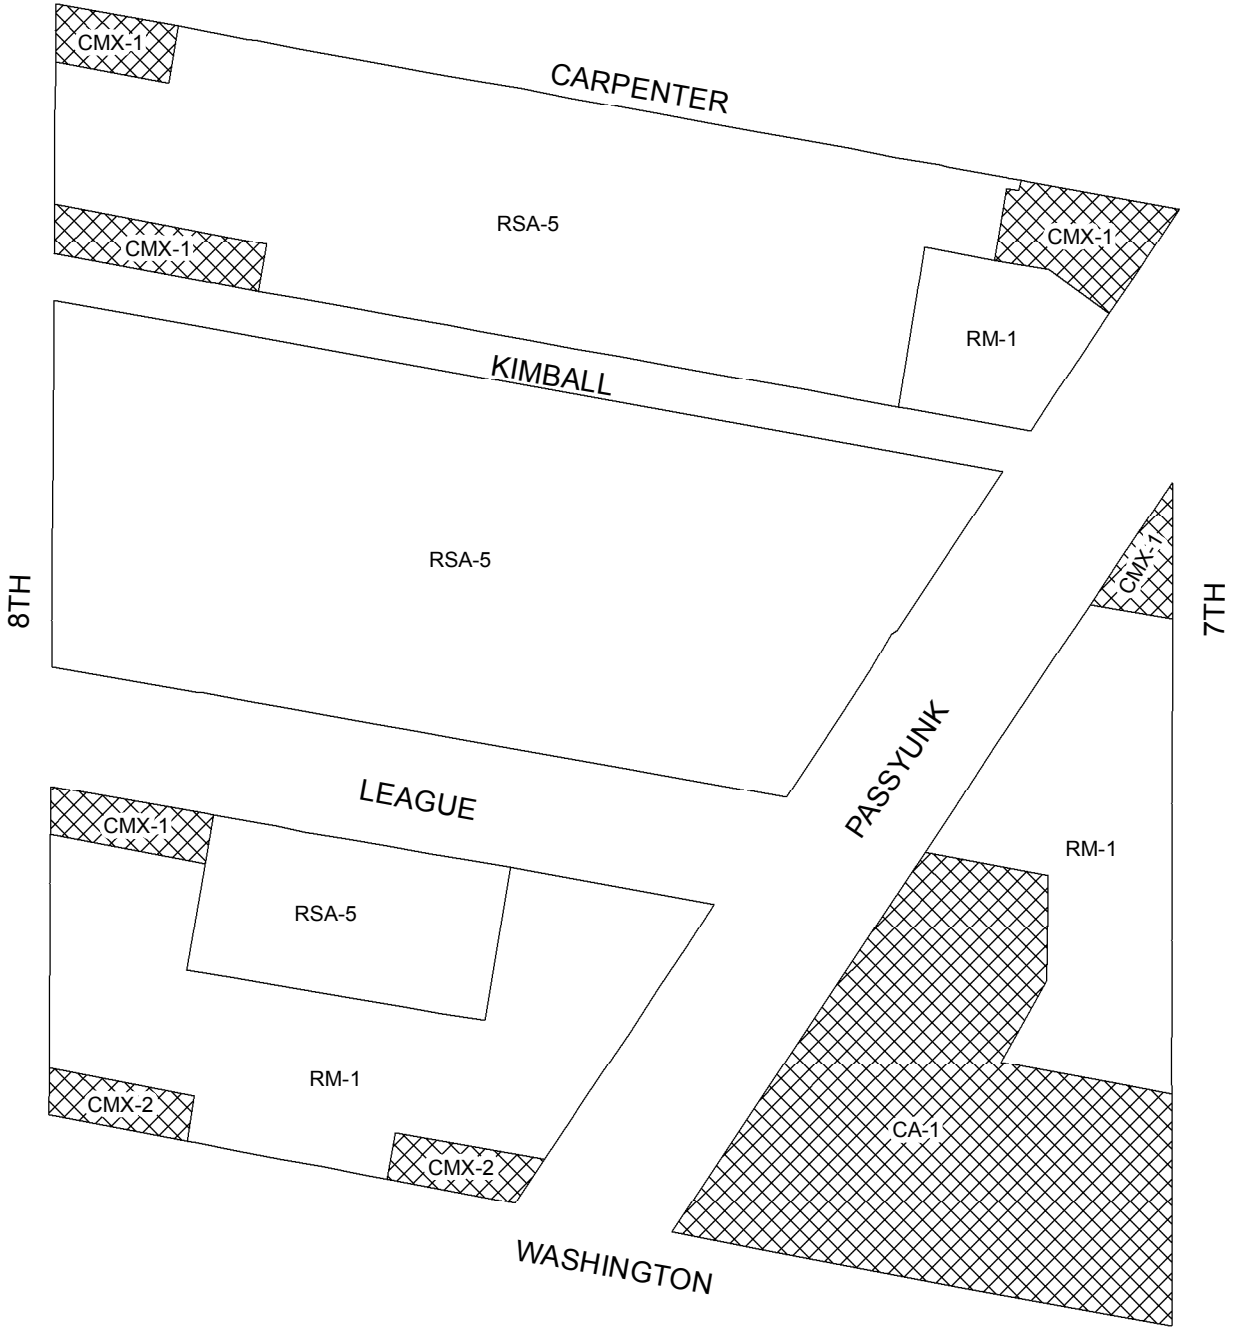 CMX-1
CARPENTER
RSA-5
CMX-1
CMX-1
RM-1
KIMBALL
RSA-5
CMX-1
8TH
7TH
PASSYUNK
LEAGUE
CMX-1
RM-1
RSA-5
RM-1
CMX-2
CA-1
CMX-2
WASHINGTON